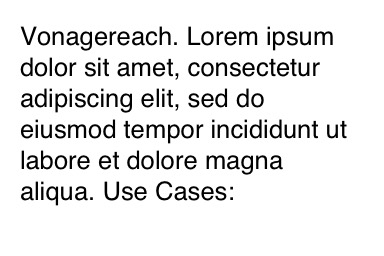 Vonagereach. Lorem ipsum
dolor sit amet, consectetur
adipiscing elit, sed do
eiusmod tempor incididunt ut
labore et dolore magna
aliqua. Use Cases: